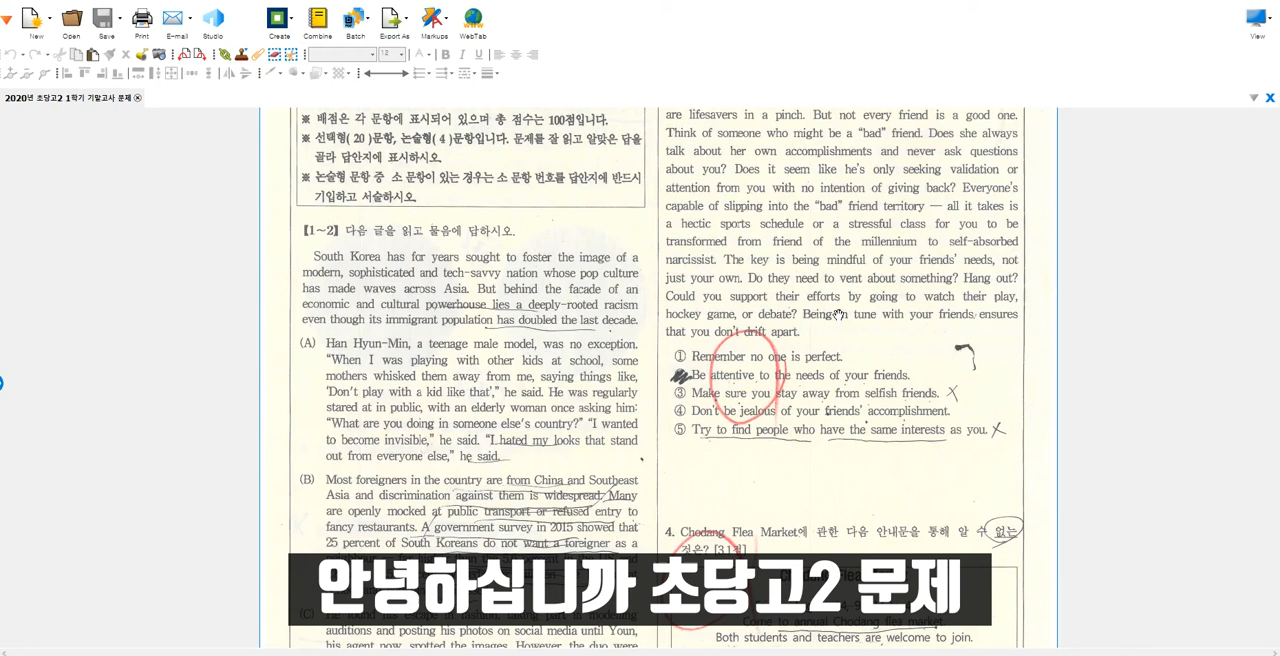 New
Open
Save
Print
E-mail
Studio
Create
Combine
Batch
Export As
Markups
WebTab
View
12
A
B I U
2020년 초당고2 1학기 기말고사 문제
※ 배점은 각 문항에 표시되어 있으며 총 점수는 100점입니다.
※ 선택형( 20 )문항, 논술형( 4 )문항입니다. 문제를 잘 읽고 알맞은 답을
골라 답안지에 표시하시오.
※ 논술형 문항 중 소 문항이 있는 경우는 소 문항 번호를 답안지에 반드시
기입하고 서술하시오.
【1~2】 다음 글을 읽고 물음에 답하시오.
South Korea has for years sought to foster the image of a
modern, sophisticated and tech-savvy nation whose pop culture
has made waves across Asia. But behind the facade of an
economic and cultural powerhouse lies a deeply-rooted racism
even though its immigrant population has doubled the last decade.
(A) Han Hyun-Min, a teenage male model, was no exception.
“When I was playing with other kids at school, some
mothers whisked them away from me, saying things like,
'Don't play with a kid like that',” he said. He was regularly
stared at in public, with an elderly woman once asking him:
“What are you doing in someone else's country?” “I wanted
to become invisible,” he said. “I hated my looks that stand
out from everyone else,” he said.
(B) Most foreigners in the country are from China and Southeast
Asia and discrimination against them is widespread. Many
are openly mocked at public transport or refused entry to
fancy restaurants. A government survey in 2015 showed that
25 percent of South Koreans do not want a foreigner as a
(C) He found his escape in fashion, taking part in modeling
auditions and posting his photos on social media until Youn,
his agent now, spotted the images. However, the duo were
are lifesavers in a pinch. But not every friend is a good one.
Think of someone who might be a “bad” friend. Does she always
talk about her own accomplishments and never ask questions
about you? Does it seem like he's only seeking validation or
attention from you with no intention of giving back? Everyone's
capable of slipping into the “bad” friend territory — all it takes is
a hectic sports schedule or a stressful class for you to be
transformed from friend of the millennium to self-absorbed
narcissist. The key is being mindful of your friends' needs, not
just your own. Do they need to vent about something? Hang out?
Could you support their efforts by going to watch their play,
hockey game, or debate? Being in tune with your friends ensures
that you don't drift apart.
① Remember no one is perfect.
Be attentive to the needs of your friends.
③ Make sure you stay away from selfish friends.
④ Don't be jealous of your friends' accomplishment.
⑤ Try to find people who have the same interests as you.
4. Chodang Flea Market에 관한 다음 안내문을 통해 알 수 없는
것은? [3.1점]
Come to annual Chodang flea market
Both students and teachers are welcome to join.
안녕하십니까 초당고2 문제